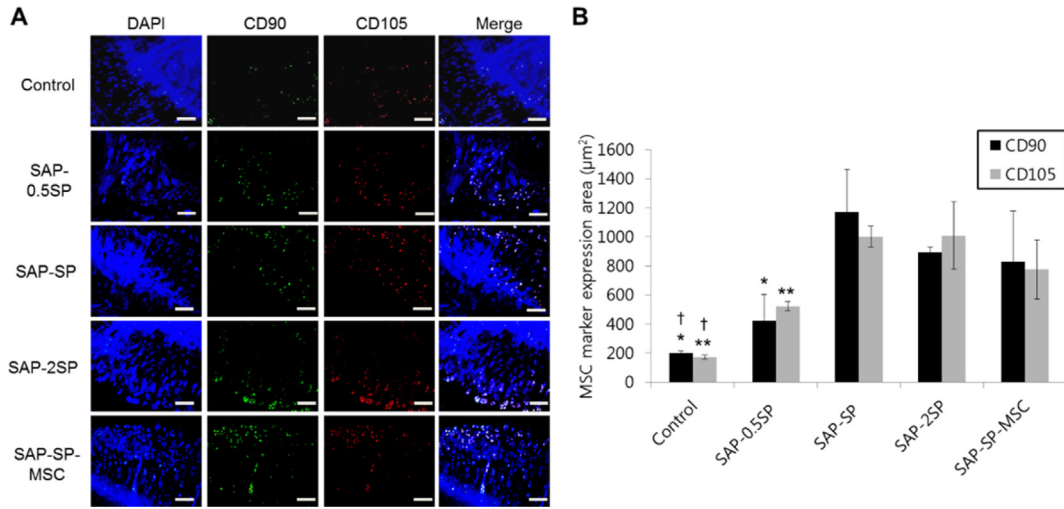 A
DAPI CD90 CD105 Merge
Control
SAP-
0.5SP
SAP-SP
SAP-2SP
SAP-SP-
MSC
B
MSC marker expression area (μm²)
CD90
CD105
1600
1400
1200
1000
800
600
400
200
0
† †
* **
* **
Control
SAP-0.5SP
SAP-SP
SAP-2SP
SAP-SP-MSC